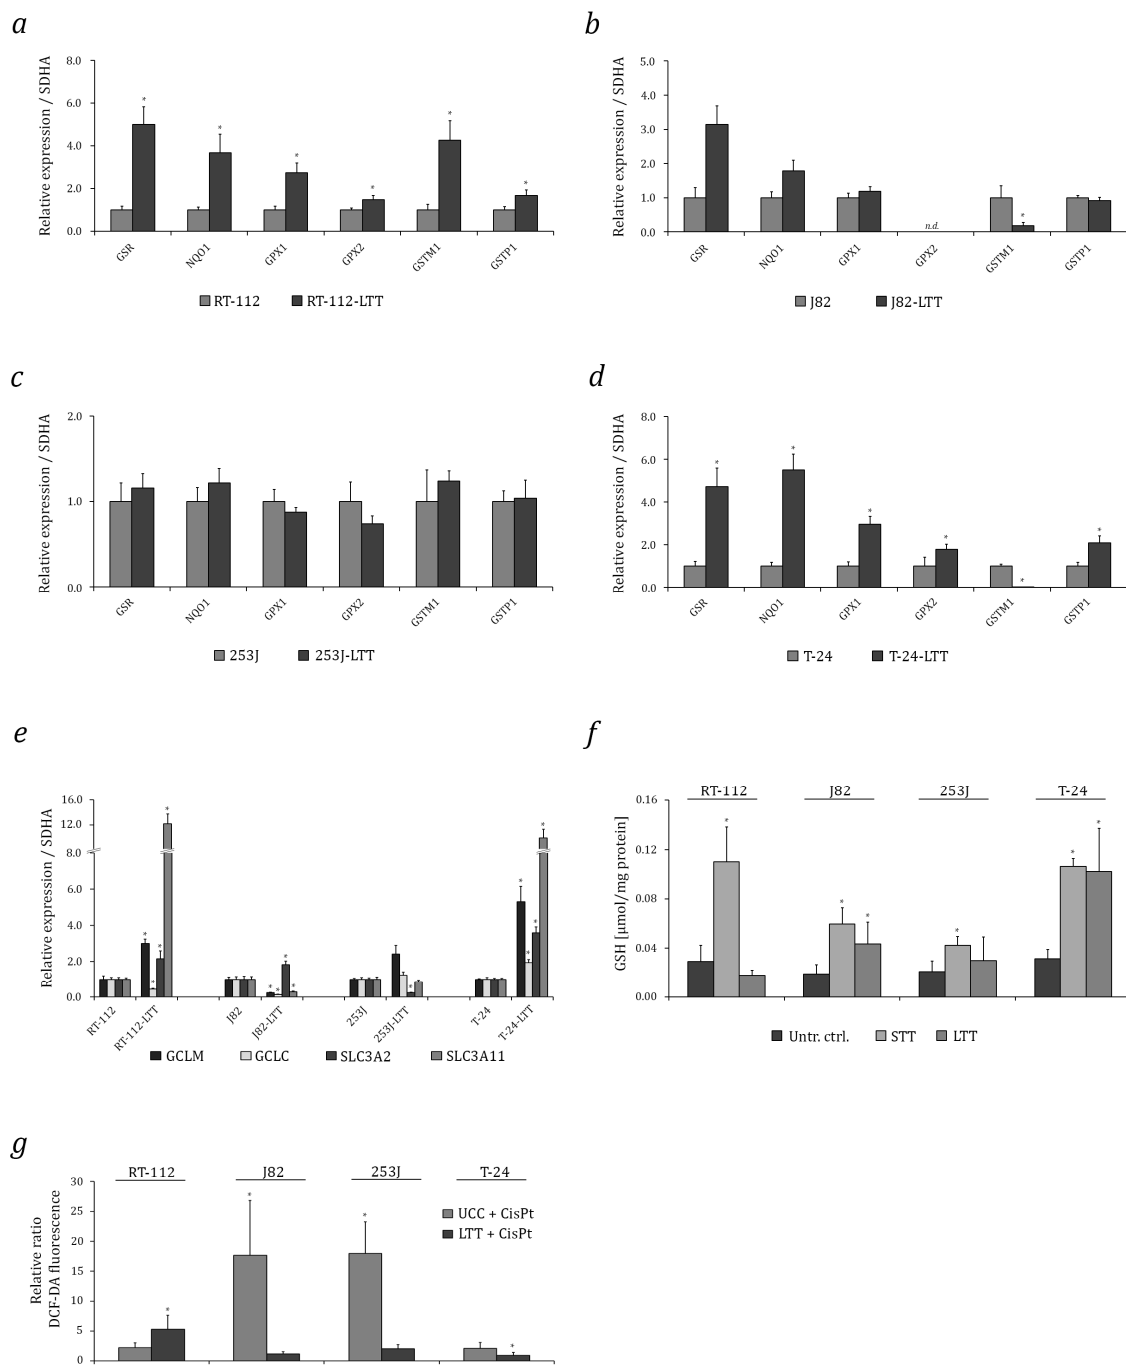 a
Relative expression / SDHA
8.0
6.0
4.0
2.0
0.0
* * * * * *
GSR NQO1 GPX1 GPX2 GSTM1 GSTP1
RT-112 RT-112-LTT
b
Relative expression / SDHA
5.0
4.0
3.0
2.0
1.0
0.0
n.d. *
GSR NQO1 GPX1 GPX2 GSTM1 GSTP1
J82 J82-LTT
c
Relative expression / SDHA
2.0
1.0
0.0
GSR NQO1 GPX1 GPX2 GSTM1 GSTP1
253J 253J-LTT
d
Relative expression / SDHA
8.0
6.0
4.0
2.0
0.0
* * * * * *
GSR NQO1 GPX1 GPX2 GSTM1 GSTP1
T-24 T-24-LTT
e
Relative expression / SDHA
16.0
12.0
8.0
6.0
4.0
2.0
0.0
* * * * * * * * * * * * *
RT-112 RT-112-LTT J82 J82-LTT 253J 253J-LTT T-24 T-24-LTT
GCLM GCLC SLC3A2 SLC3A11
f
GSH [µmol/mg protein]
RT-112 J82 253J T-24
0.16
0.12
0.08
0.04
0.00
* * * * * *
Untr. ctrl. STT LTT
g
Relative ratio
DCF-DA fluorescence
RT-112 J82 253J T-24
30
25
20
15
10
5
0
* * * *
UCC + CisPt
LTT + CisPt